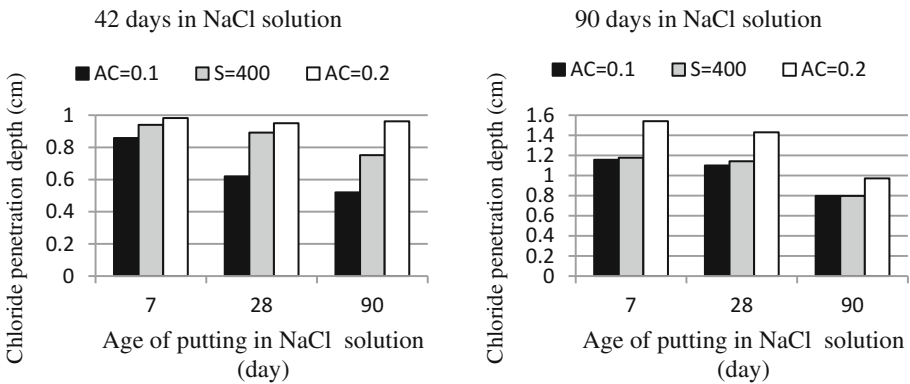 42 days in NaCl solution
AC=0.1 S=400 AC=0.2
Chloride penetration depth (cm)
1
0.8
0.6
0.4
0.2
0
7 28 90
Age of putting in NaCl solution
(day)
90 days in NaCl solution
AC=0.1 S=400 AC=0.2
Chloride penetration depth (cm)
1.6
1.4
1.2
1
0.8
0.6
0.4
0.2
0
7 28 90
Age of putting in NaCl solution
(day)